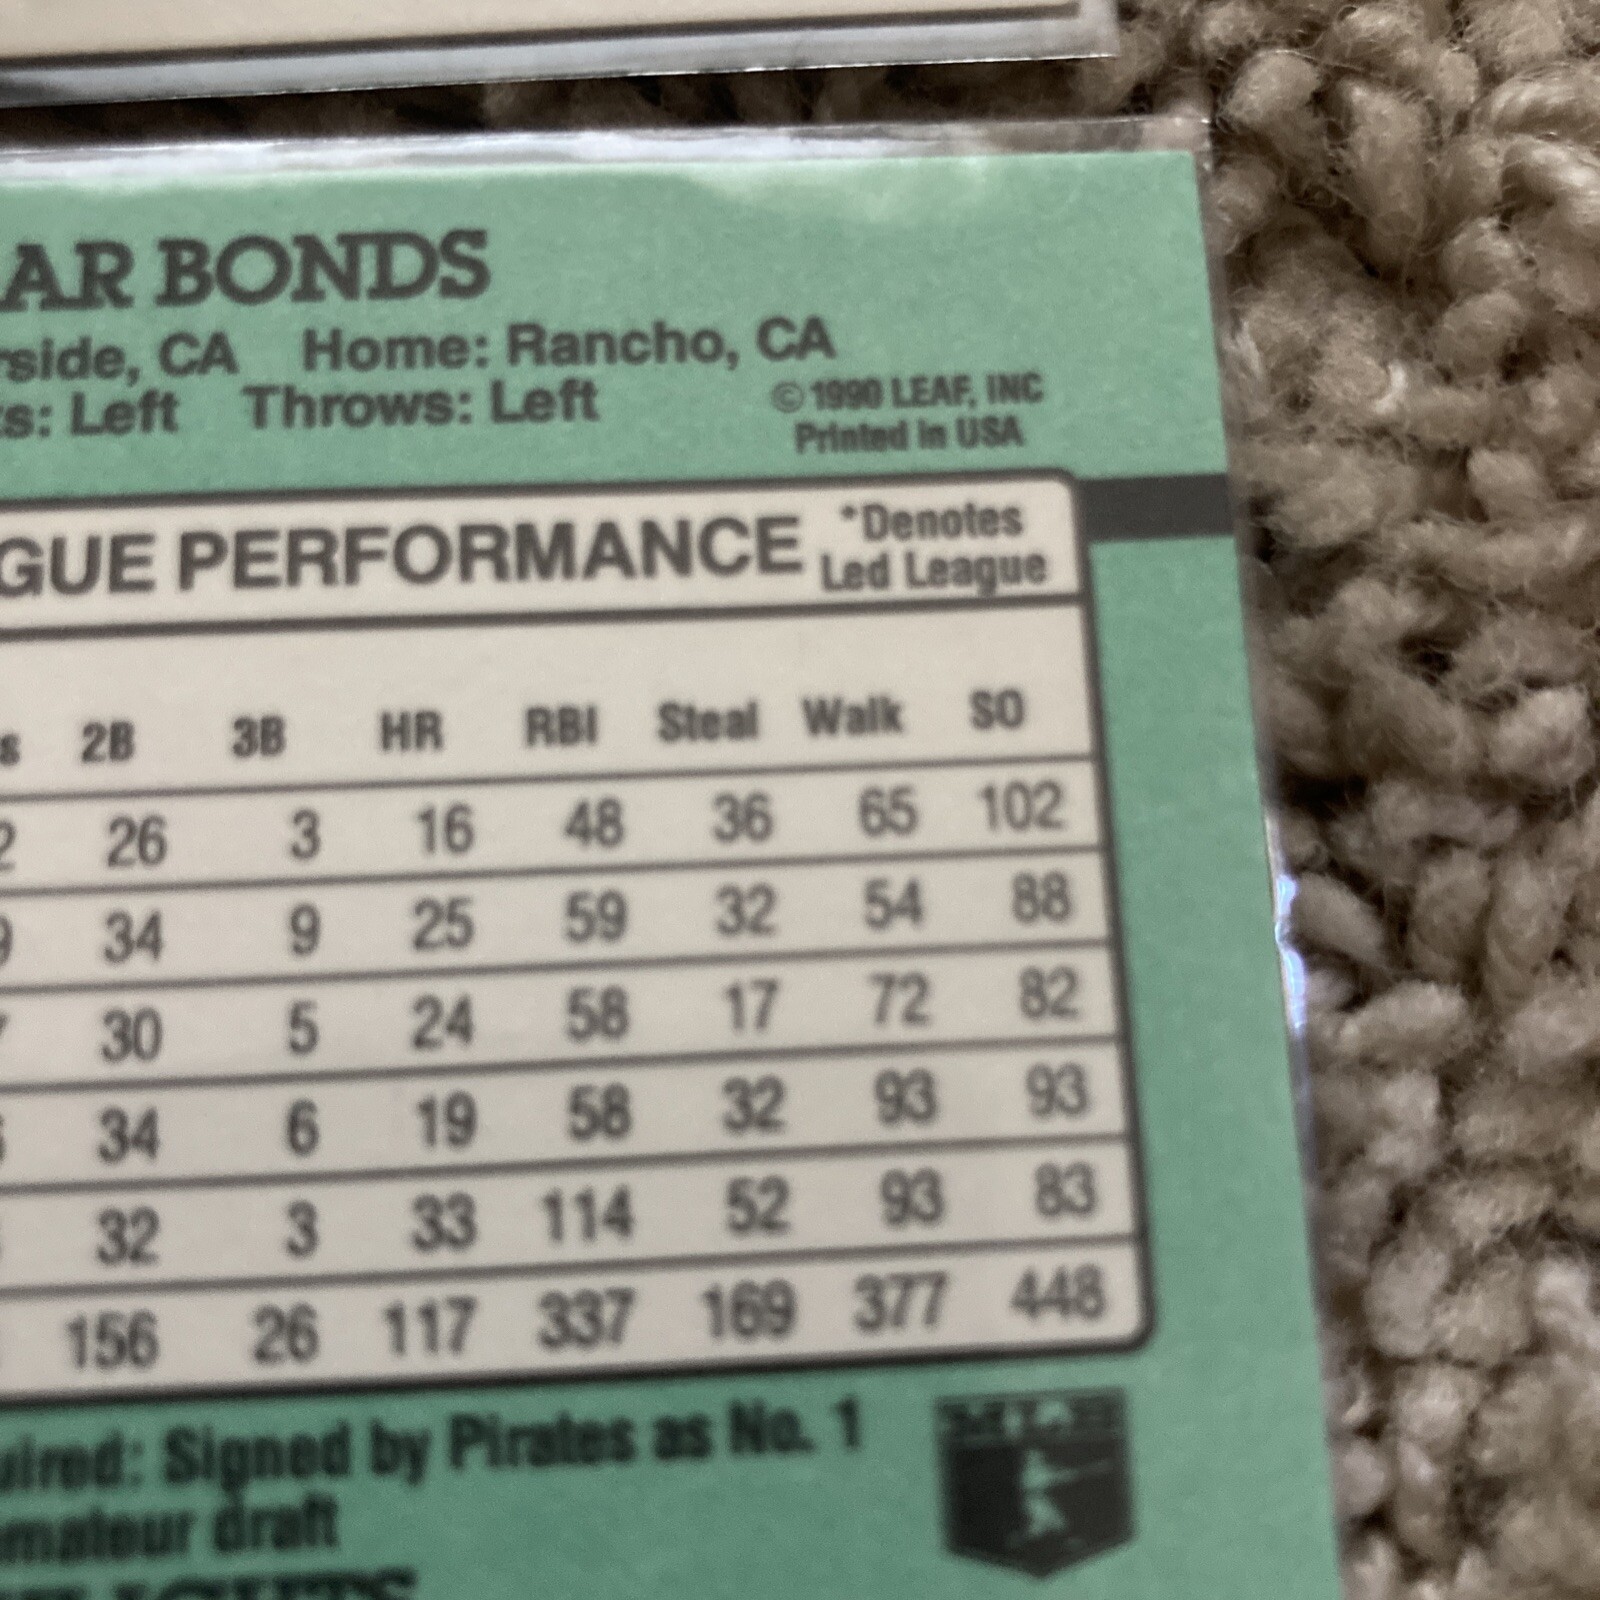 AR BONDS
rside, CA Home: Rancho, CA
s: Left Throws: Left
© 1990 LEAF, INC
Printed in USA
GUE PERFORMANCE
*Denotes
Led League
s 2B 3B HR RBI Steal Walk SO
2 26 3 16 48 36 65 102
9 34 9 25 59 32 54 88
7 30 5 24 58 17 72 82
34 6 19 58 32 93 93
32 3 33 114 52 93 83
156 26 117 337 169 377 448
uired: Signed by Pirates as No. 1
mateur draft
MLB